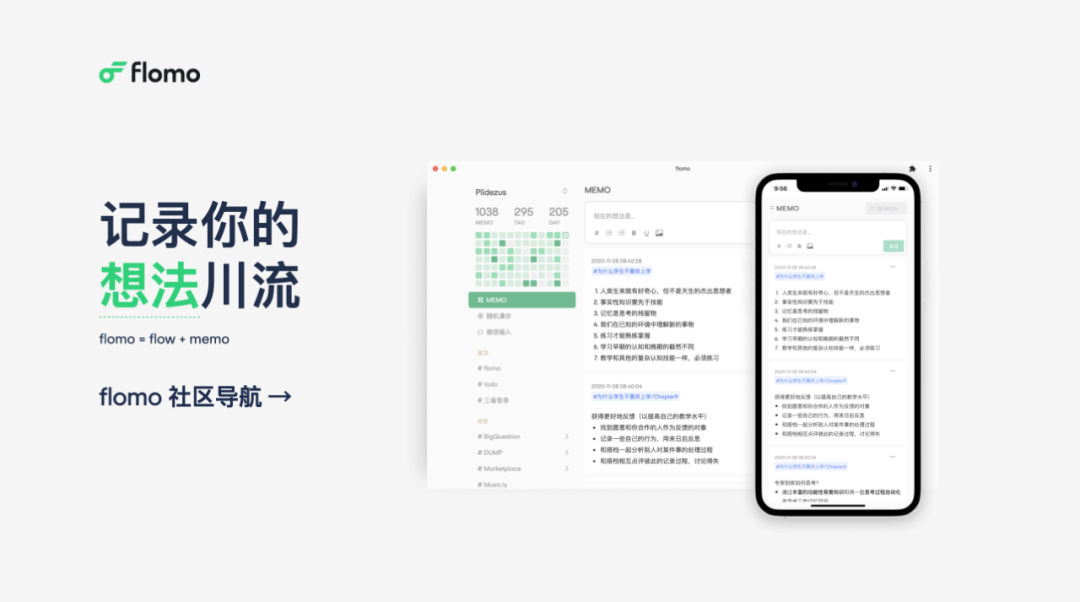 flomo
记录你的
想法川流
flomo = flow + memo
flomo 社区导航 →
flomo
Plidezus
1038 295 205
MEMO TAG DAY
MEMO
随机漫步
微信输入
# flomo
# todo
# 三省吾身
# BigQuestion
# DUMP
# Marketplace
# Music.ly
MEMO
现在的想法是...
# B U
2020-11-28 08:42:28
#为什么学生不喜欢上学
1. 人类生来就有好奇心，但不是天生的杰出思想者
2. 事实性知识要先于技能
3. 记忆是思考的残留物
4. 我们在已知的环境中理解新的事物
5. 练习才能熟练掌握
6. 学习早期的认知和晚期的截然不同
7. 教学和其他的复杂认知技能一样，必须练习
2020-11-28 08:40:04
#为什么学生不喜欢上学/Chapter9
获得更好地反馈（以提高自己的教学水平）
• 找到愿意和你合作的人作为反馈的对象
• 记录一些自己的行为，用来日后反思
• 和搭档一起分析别人对某件事的处理过程
• 和搭档相互点评彼此的记录过程，讨论得失
9:56
MEMO
SEARCH
现在的想法是...
# B
2020-11-28 08:42:28
#为什么学生不喜欢上学
1. 人类生来就有好奇心，但不是天生的杰出思想者
2. 事实性知识要先于技能
3. 记忆是思考的残留物
4. 我们在已知的环境中理解新的事物
5. 练习才能熟练掌握
6. 学习早期的认知和晚期的截然不同
7. 教学和其他的复杂认知技能一样，必须练习
2020-11-28 08:40:04
#为什么学生不喜欢上学/Chapter9
获得更好地反馈（以提高自己的教学水平）
• 找到愿意和你合作的人作为反馈的对象
• 记录一些自己的行为，用来日后反思
• 和搭档一起分析别人对某件事的处理过程
• 和搭档相互点评彼此的记录过程，讨论得失
#为什么学生不喜欢上学
专家到底如何思考?
• 通过丰富的功能性背景知识和将一些思考过程自动化